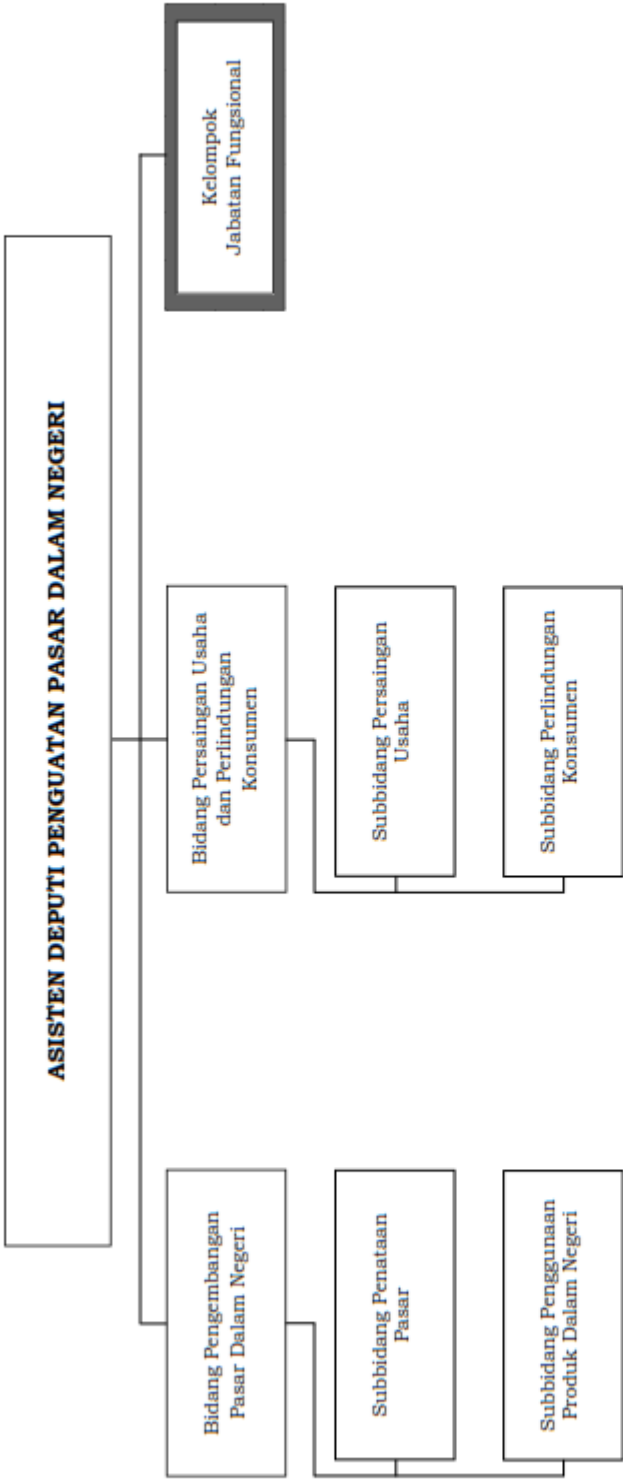 ASISTEN DEPUTI PENGUATAN PASAR DALAM NEGERI
Bidang Pengembangan
Pasar Dalam Negeri
Bidang Persaingan Usaha
dan Perlindungan
Konsumen
Kelompok
Jabatan Fungsional
Subbidang Penataan
Pasar
Subbidang Persaingan
Usaha
Subbidang Penggunaan
Produk Dalam Negeri
Subbidang Perlindungan
Konsumen